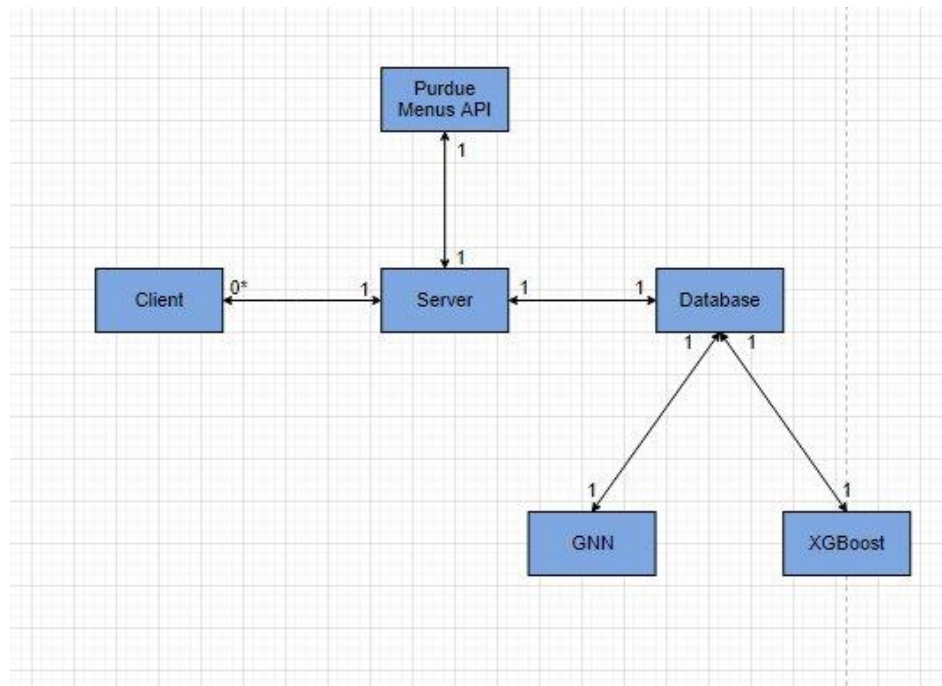 Purdue
Menus API
1
1
Client
0*
1
Server
1
1
Database
1
1
1
1
GNN
XGBoost